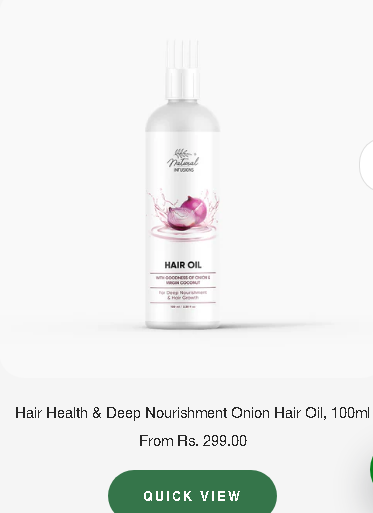 Natural
INFUSIONS
HAIR OIL
WITH GOODNESS OF ONION &
VIRGIN COCONUT
For Deep Nourishment
& Hair Growth
Hair Health & Deep Nourishment Onion Hair Oil, 100ml
From Rs. 299.00
QUICK VIEW